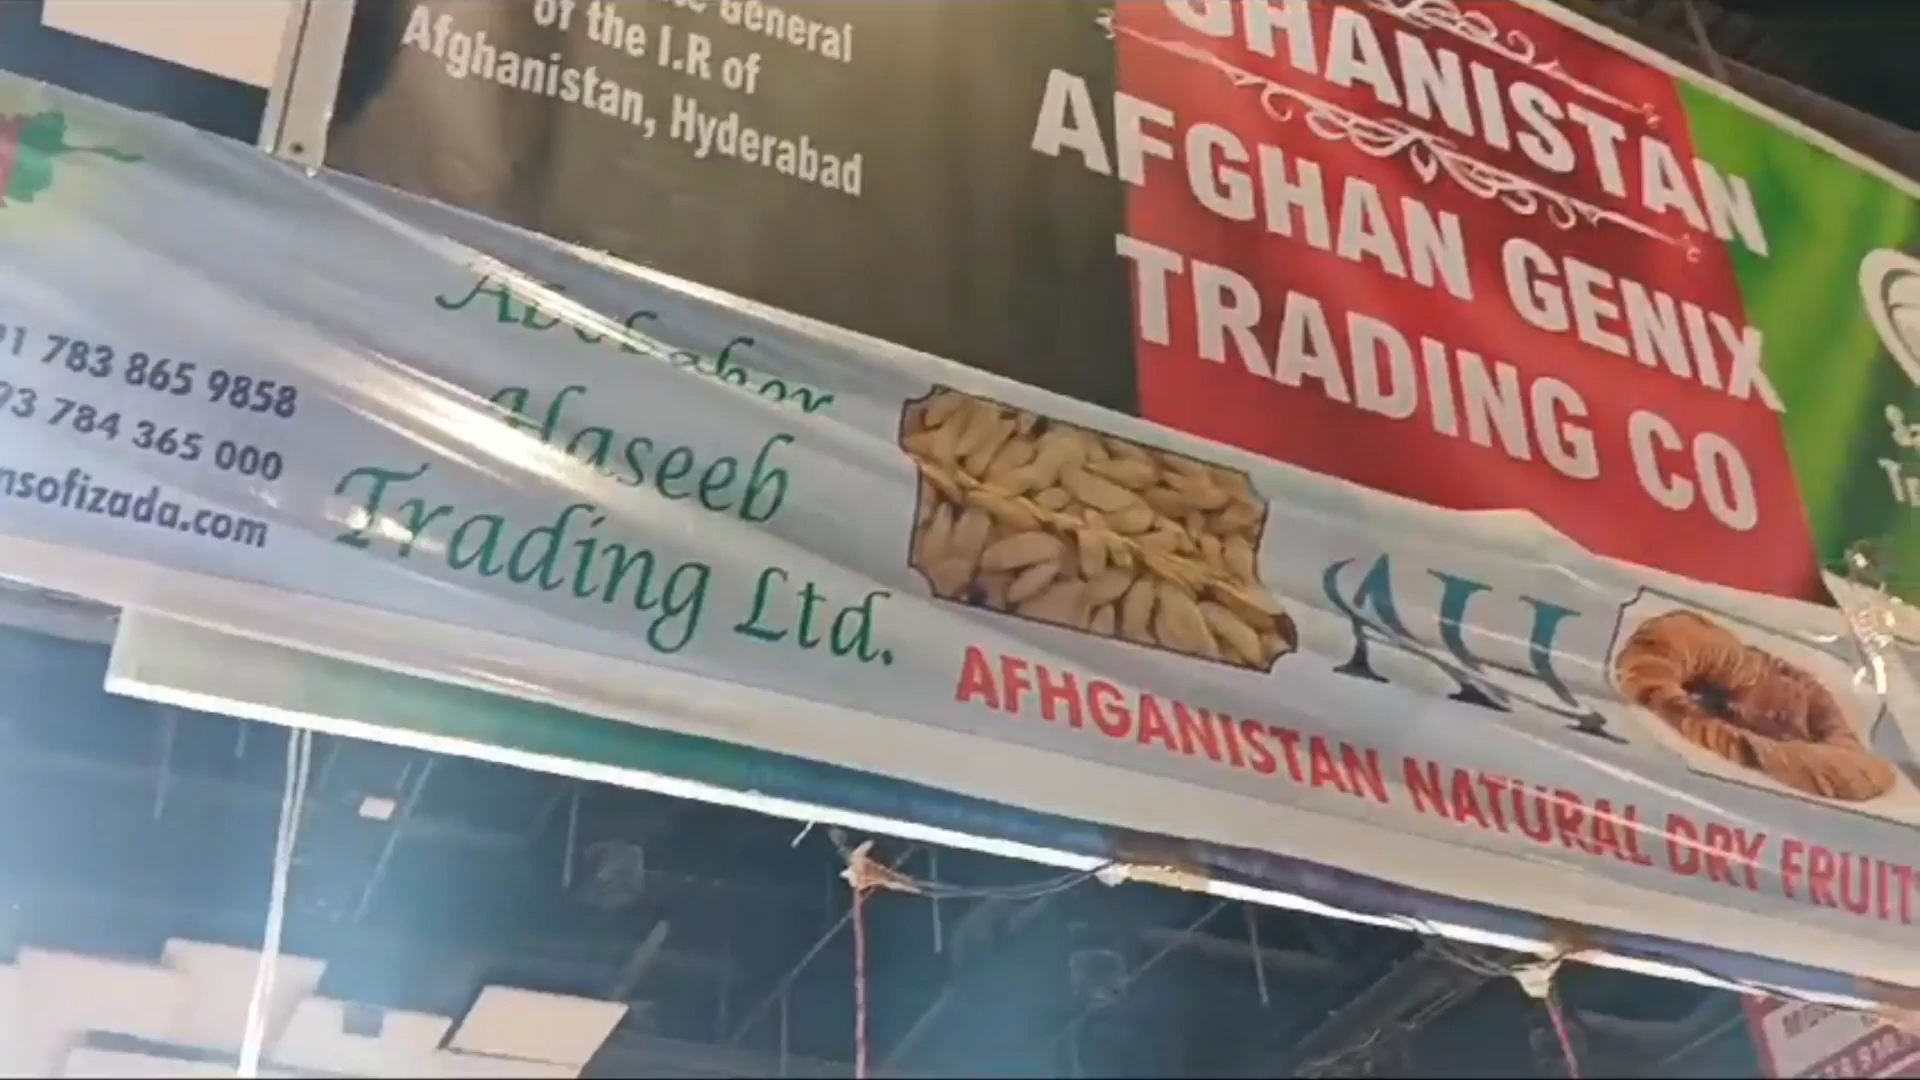 General
of the I.R of
Afghanistan, Hyderabad
GHANISTAN
AFGHAN GENIX
TRADING CO
1 783 865 9858
93 784 365 000
nsofizada.com
Haseeb
Trading Ltd.
AH
AFHGANISTAN NATURAL DRY FRUIT